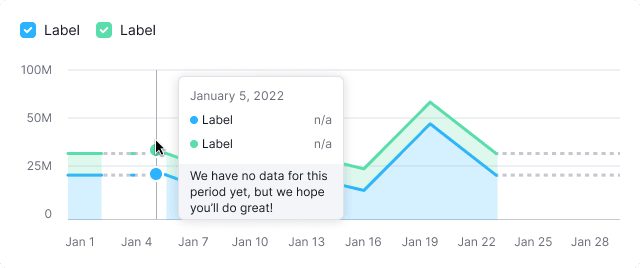 Label Label
100M
50M
25M
0
January 5, 2022
Label n/a
Label n/a
We have no data for this
period yet, but we hope
you'll do great!
Jan 1 Jan 4 Jan 7 Jan 10 Jan 13 Jan 16 Jan 19 Jan 22 Jan 25 Jan 28